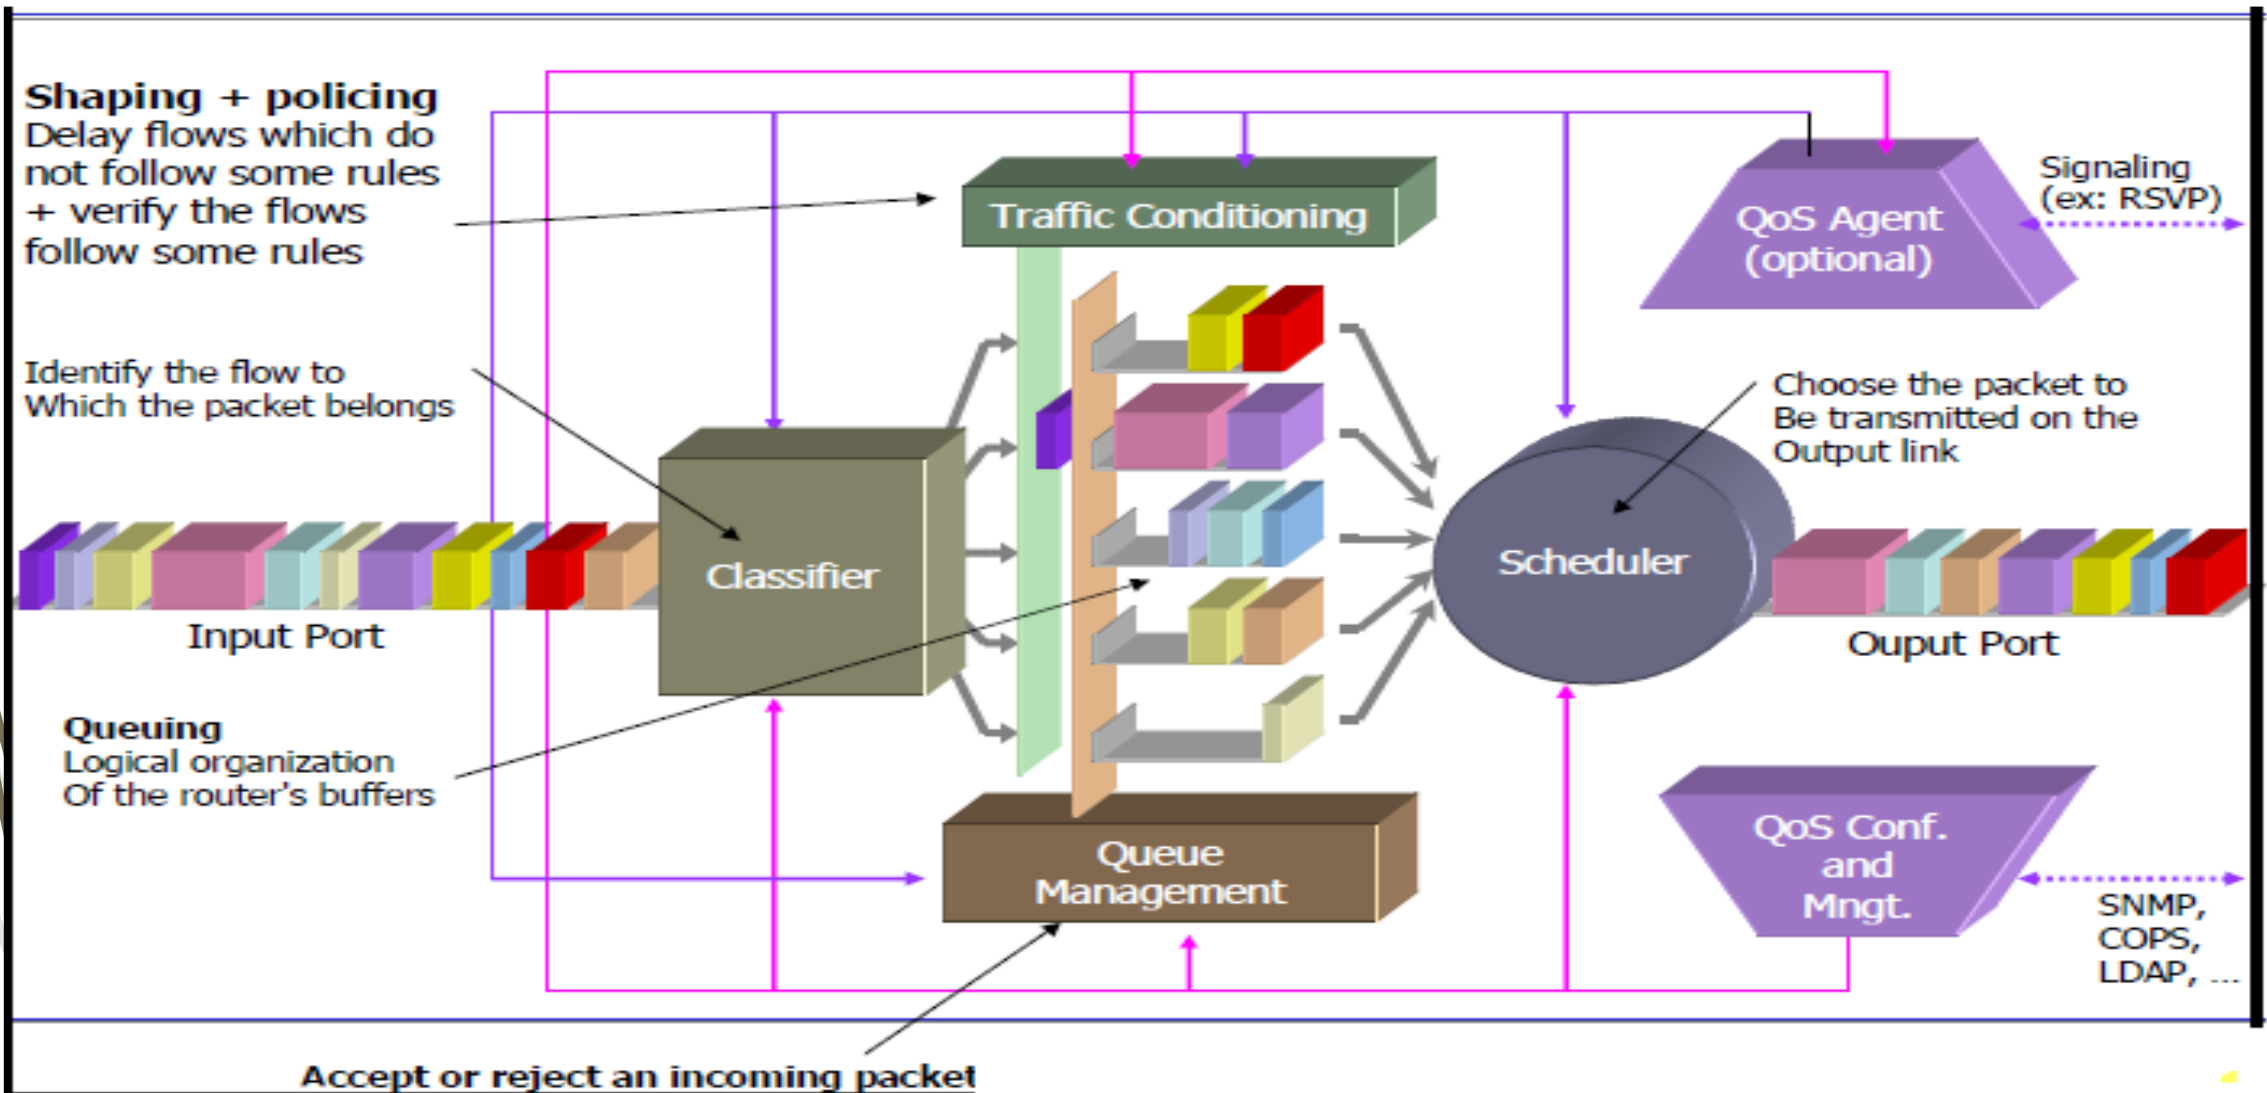 Shaping + policing
Delay flows which do
not follow some rules
+ verify the flows
follow some rules
Traffic Conditioning
QoS Agent
(optional)
Signaling
(ex: RSVP)
Identify the flow to
Which the packet belongs
Choose the packet to
Be transmitted on the
Output link
Classifier
Scheduler
Input Port
Ouput Port
Queuing
Logical organization
Of the router's buffers
Queue
Management
QoS Conf.
and
Mngt.
SNMP,
COPS,
LDAP, ...
Accept or reject an incoming packet